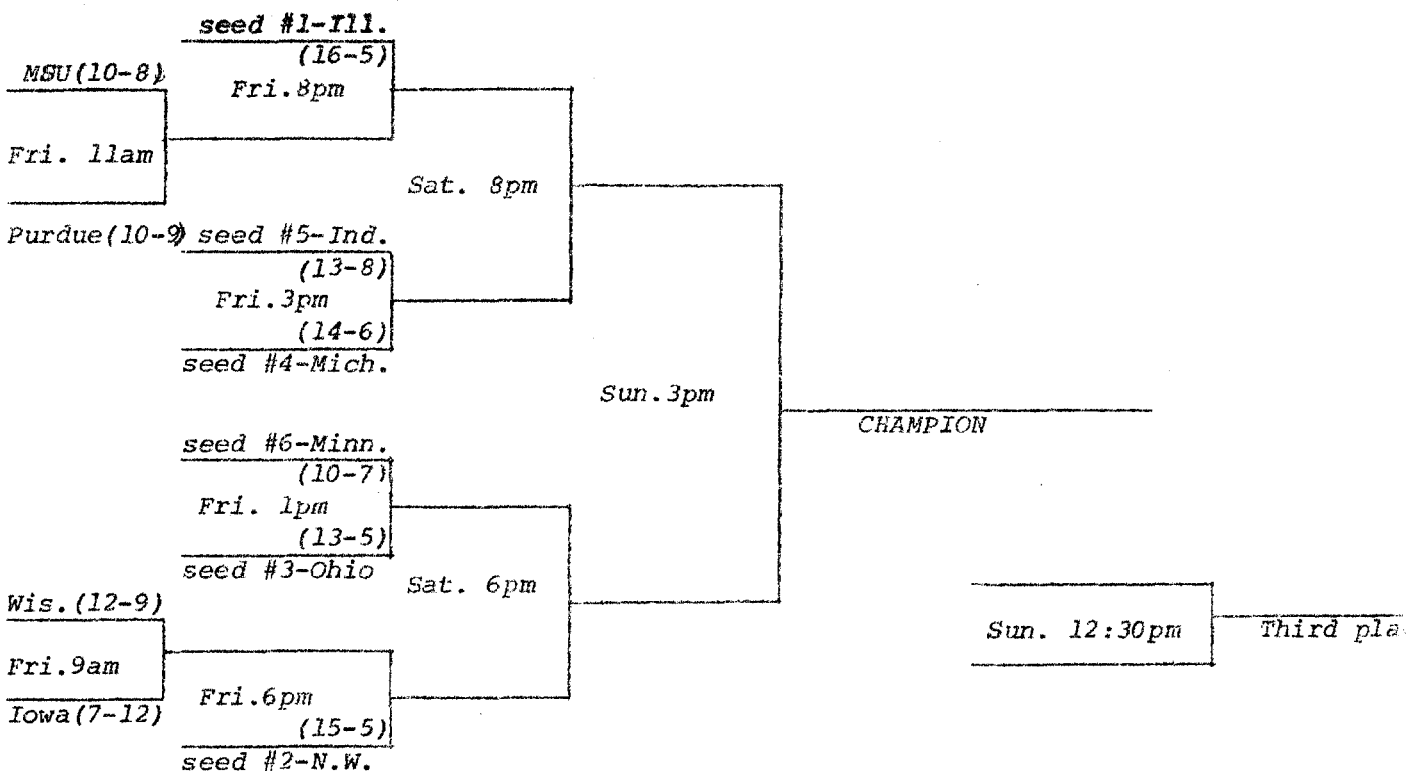 seed #1-Ill.
(16-5)
MSU(10-8)
Fri.8pm
Fri. 11am
Sat. 8pm
Purdue(10-9) seed #5-Ind.
(13-8)
Fri.3pm
(14-6)
seed #4-Mich.
Sun.3pm
CHAMPION
seed #6-Minn.
(10-7)
Fri. 1pm
(13-5)
seed #3-Ohio
Sat. 6pm
Wis.(12-9)
Sun. 12:30pm
Third pla
Fri.9am
Fri.6pm
Iowa(7-12)
(15-5)
seed #2-N.W.